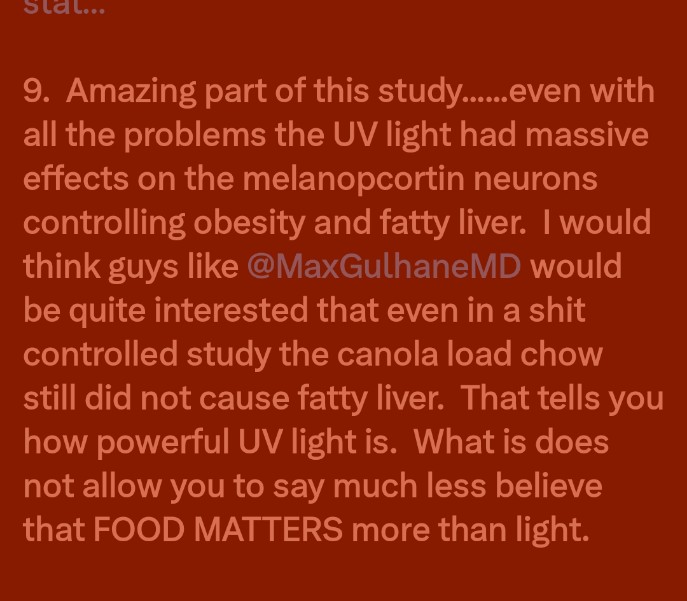 stat...
9.  Amazing part of this study......even with
all the problems the UV light had massive
effects on the melanopcortin neurons
controlling obesity and fatty liver.  I would
think guys like @MaxGulhaneMD would
be quite interested that even in a shit
controlled study the canola load chow
still did not cause fatty liver.  That tells you
how powerful UV light is.  What is does
not allow you to say much less believe
that FOOD MATTERS more than light.